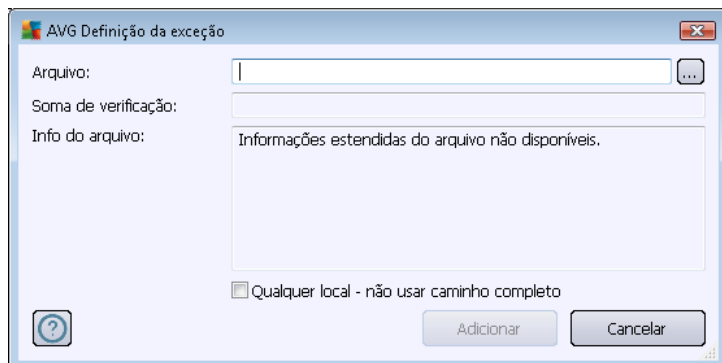 AVG Definição da exceção
Arquivo:
...
Soma de verificação:
Info do arquivo:
Informações estendidas do arquivo não disponíveis.
Qualquer local - não usar caminho completo
?
Adicionar
Cancelar